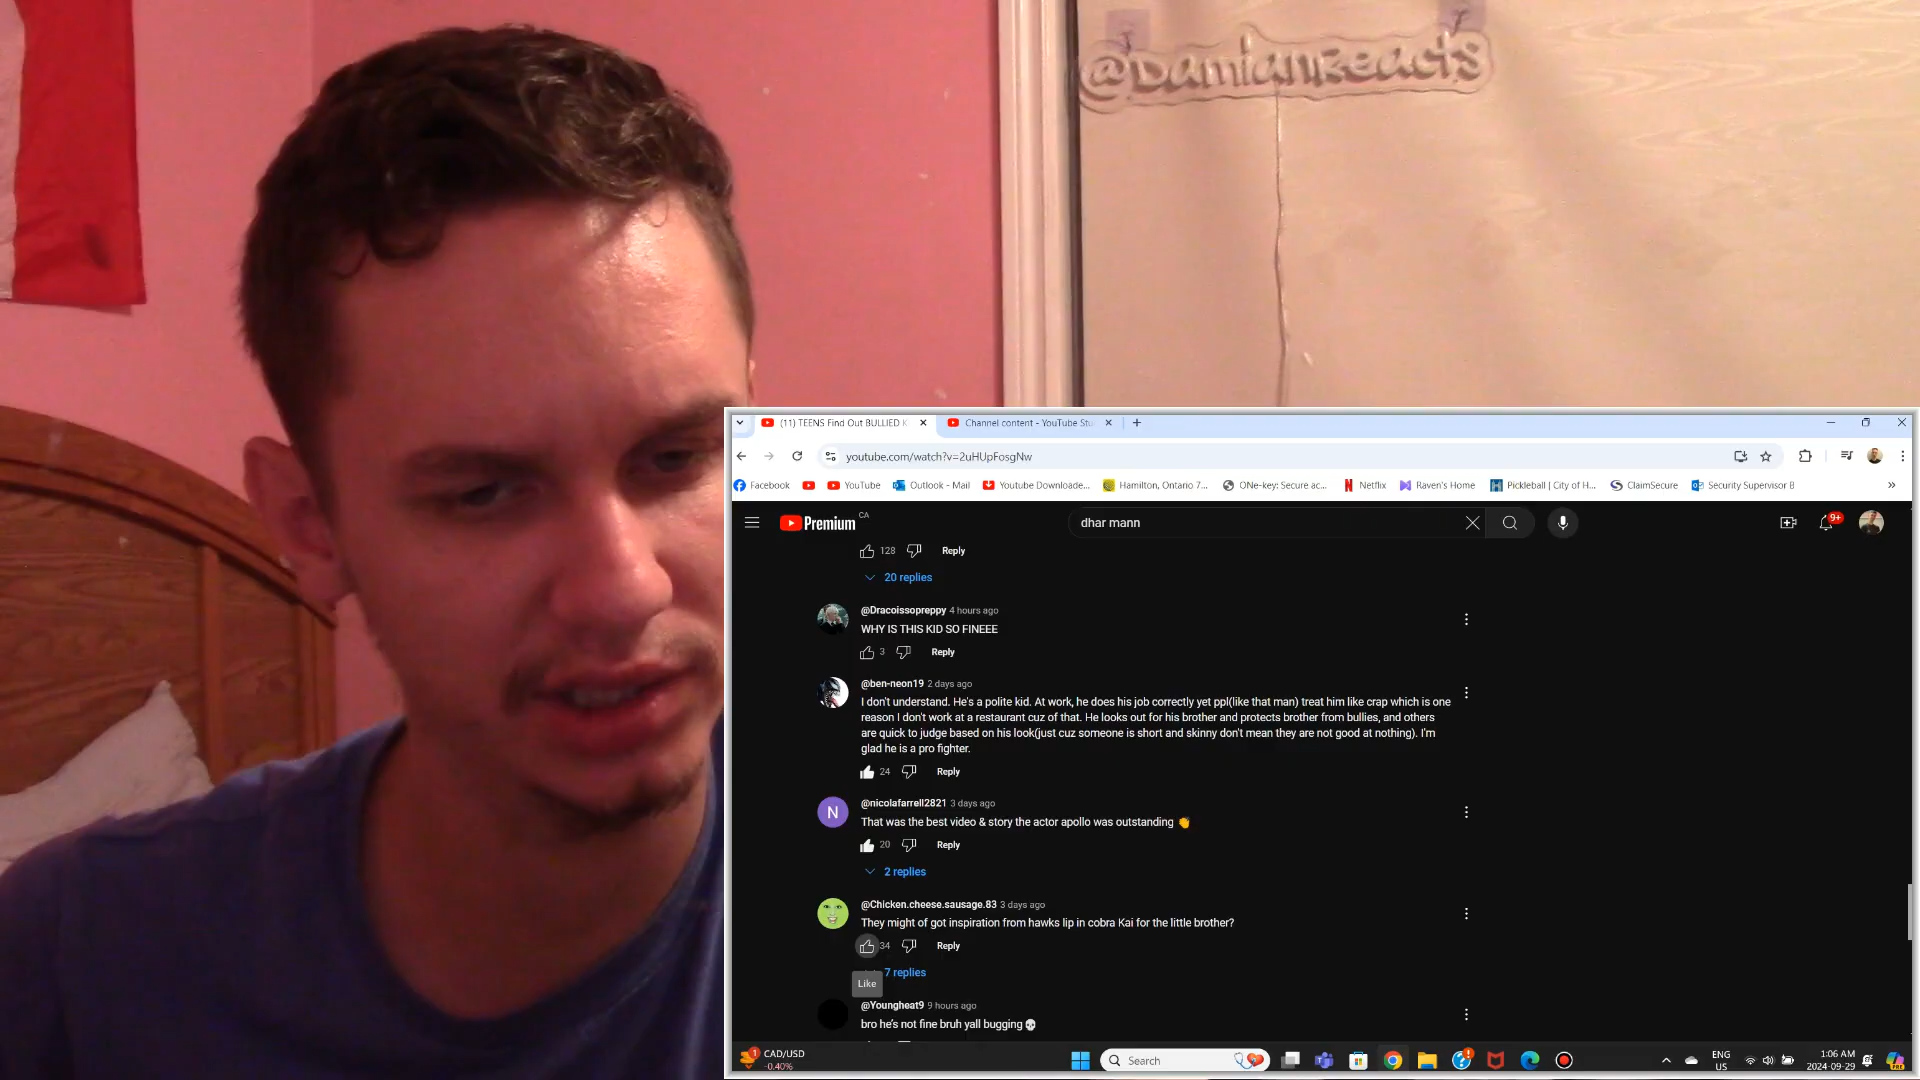 @DamianReacts
(11) TEENS Find Out BULLIED K
Channel content - YouTube Stu
youtube.com/watch?v=2uHUpFosgNw
Facebook
YouTube
Outlook - Mail
Youtube Downloade...
Hamilton, Ontario 7...
ONe-key: Secure ac...
Netflix
Raven's Home
Pickleball | City of H...
ClaimSecure
Security Supervisor 8
Premium CA
dhar mann
9+
128 Reply
20 replies
@Dracoissopreppy 4 hours ago
WHY IS THIS KID SO FINEEE
3 Reply
@ben-neon19 2 days ago
I don't understand. He's a polite kid. At work, he does his job correctly yet ppl(like that man) treat him like crap which is one
reason I don't work at a restaurant cuz of that. He looks out for his brother and protects brother from bullies, and others
are quick to judge based on his look(just cuz someone is short and skinny don't mean they are not good at nothing). I'm
glad he is a pro fighter.
24 Reply
N
@nicolafarrell2821 3 days ago
That was the best video & story the actor apollo was outstanding 👏
20 Reply
2 replies
@Chicken.cheese.sausage.83 3 days ago
They might of got inspiration from hawks lip in cobra Kai for the little brother?
34 Reply
7 replies
Like
@Youngheat9 9 hours ago
bro he's not fine bruh yall bugging 💀
1
CAD/USD
-0.40%
Search
ENG
US
1:06 AM
2024-09-29